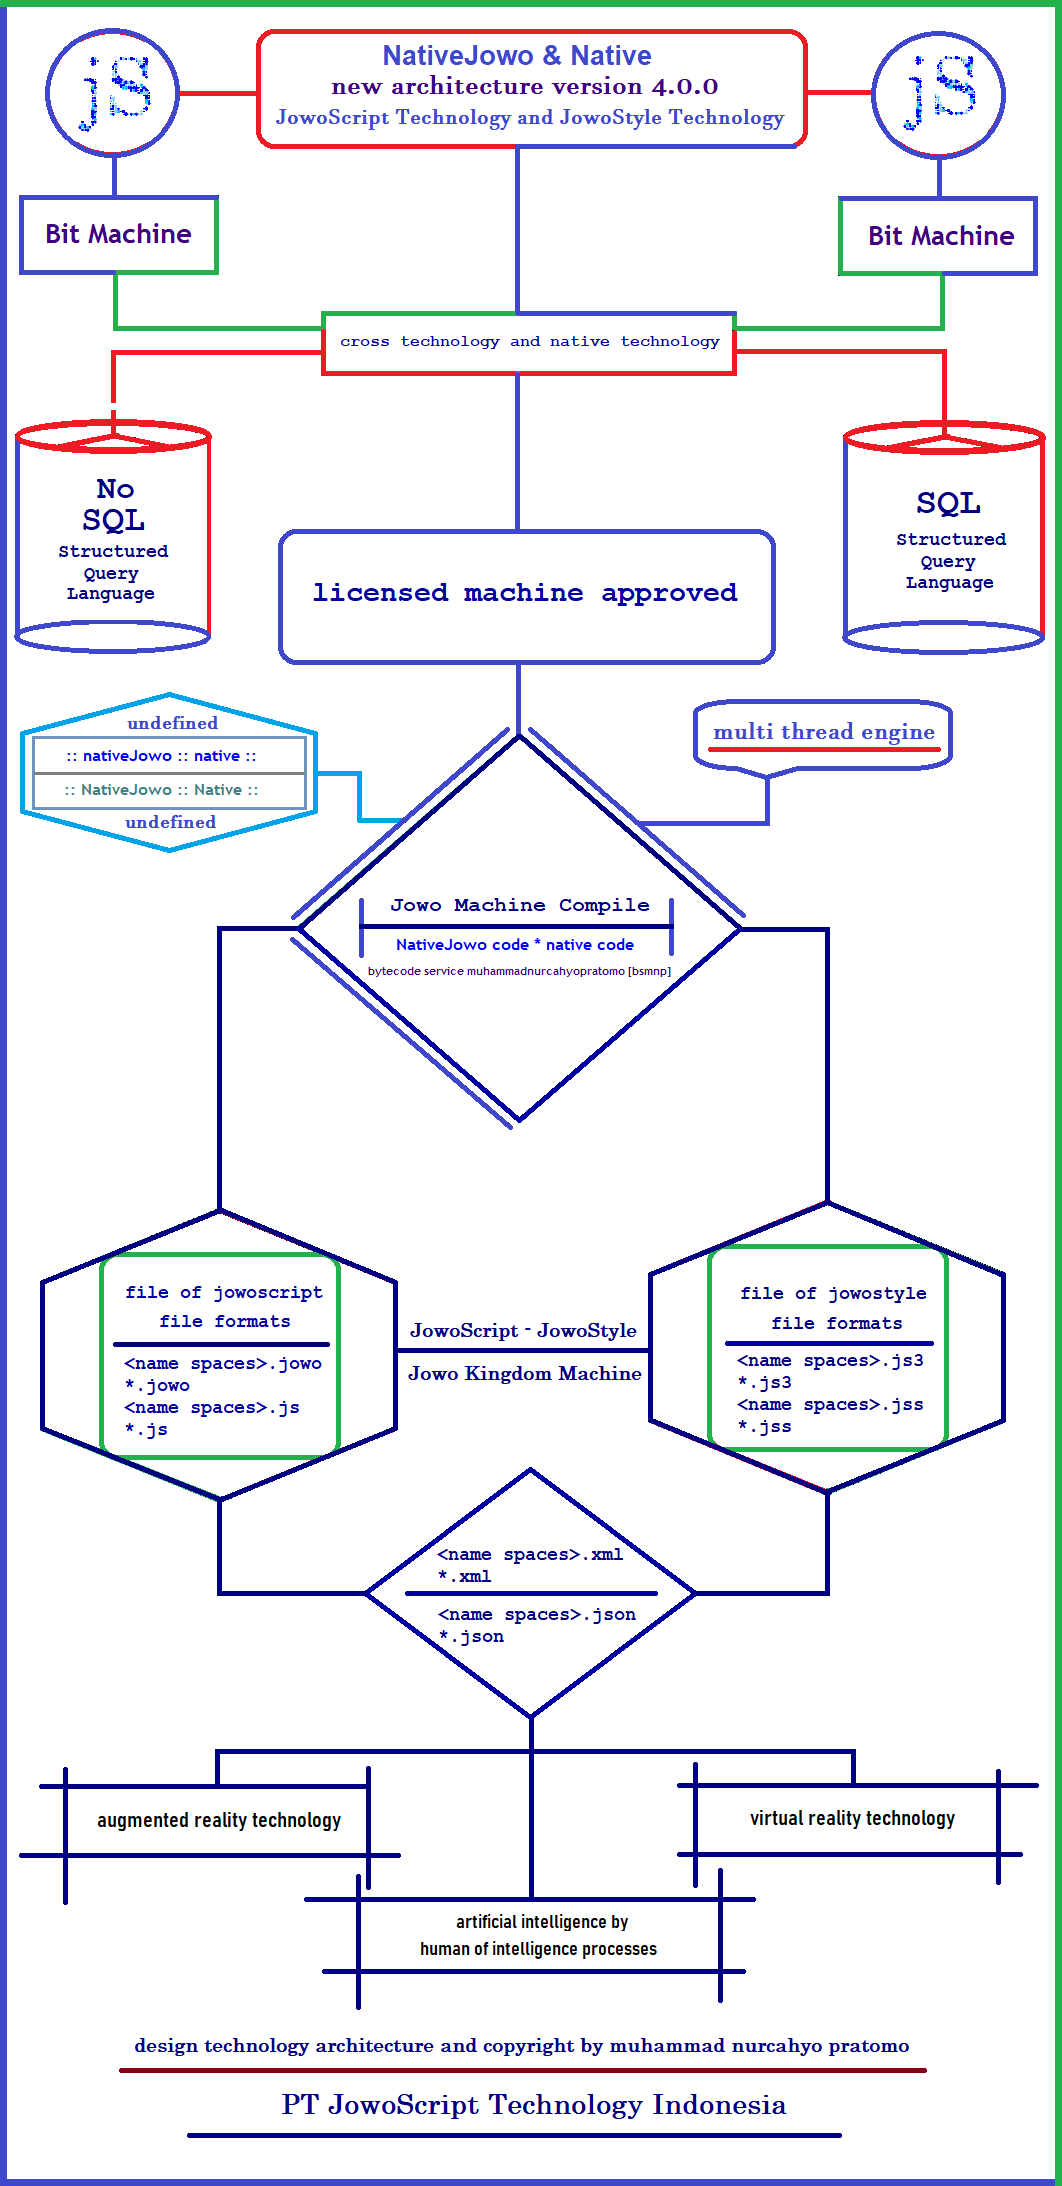 jS
NativeJowo & Native
new architecture version 4.0.0
JowoScript Technology and JowoStyle Technology
jS
Bit Machine
Bit Machine
cross technology and native technology
No
SQL
Structured
Query
Language
SQL
Structured
Query
Language
licensed machine approved
undefined
:: nativeJowo :: native ::
:: NativeJowo :: Native ::
undefined
multi thread engine
Jowo Machine Compile
NativeJowo code * native code
bytecode service muhammadnurcahyopratomo [bsmnp]
file of jowoscript
file formats
<name spaces>.jowo
*.jowo
<name spaces>.js
*.js
JowoScript - JowoStyle
Jowo Kingdom Machine
file of jowostyle
file formats
<name spaces>.js3
*.js3
<name spaces>.jss
*.jss
<name spaces>.xml
*.xml
<name spaces>.json
*.json
augmented reality technology
virtual reality technology
artificial intelligence by
human of intelligence processes
design technology architecture and copyright by muhammad nurcahyo pratomo
PT JowoScript Technology Indonesia